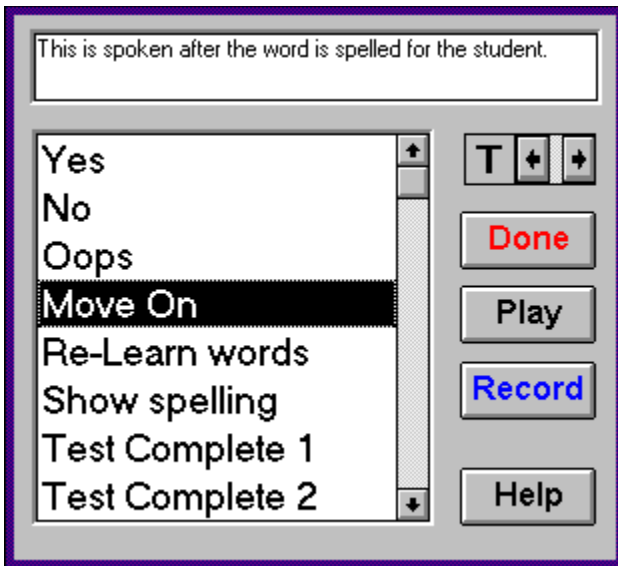 This is spoken after the word is spelled for the student.
Yes
No
Oops
Move On
Re-Learn words
Show spelling
Test Complete 1
Test Complete 2
T
Done
Play
Record
Help